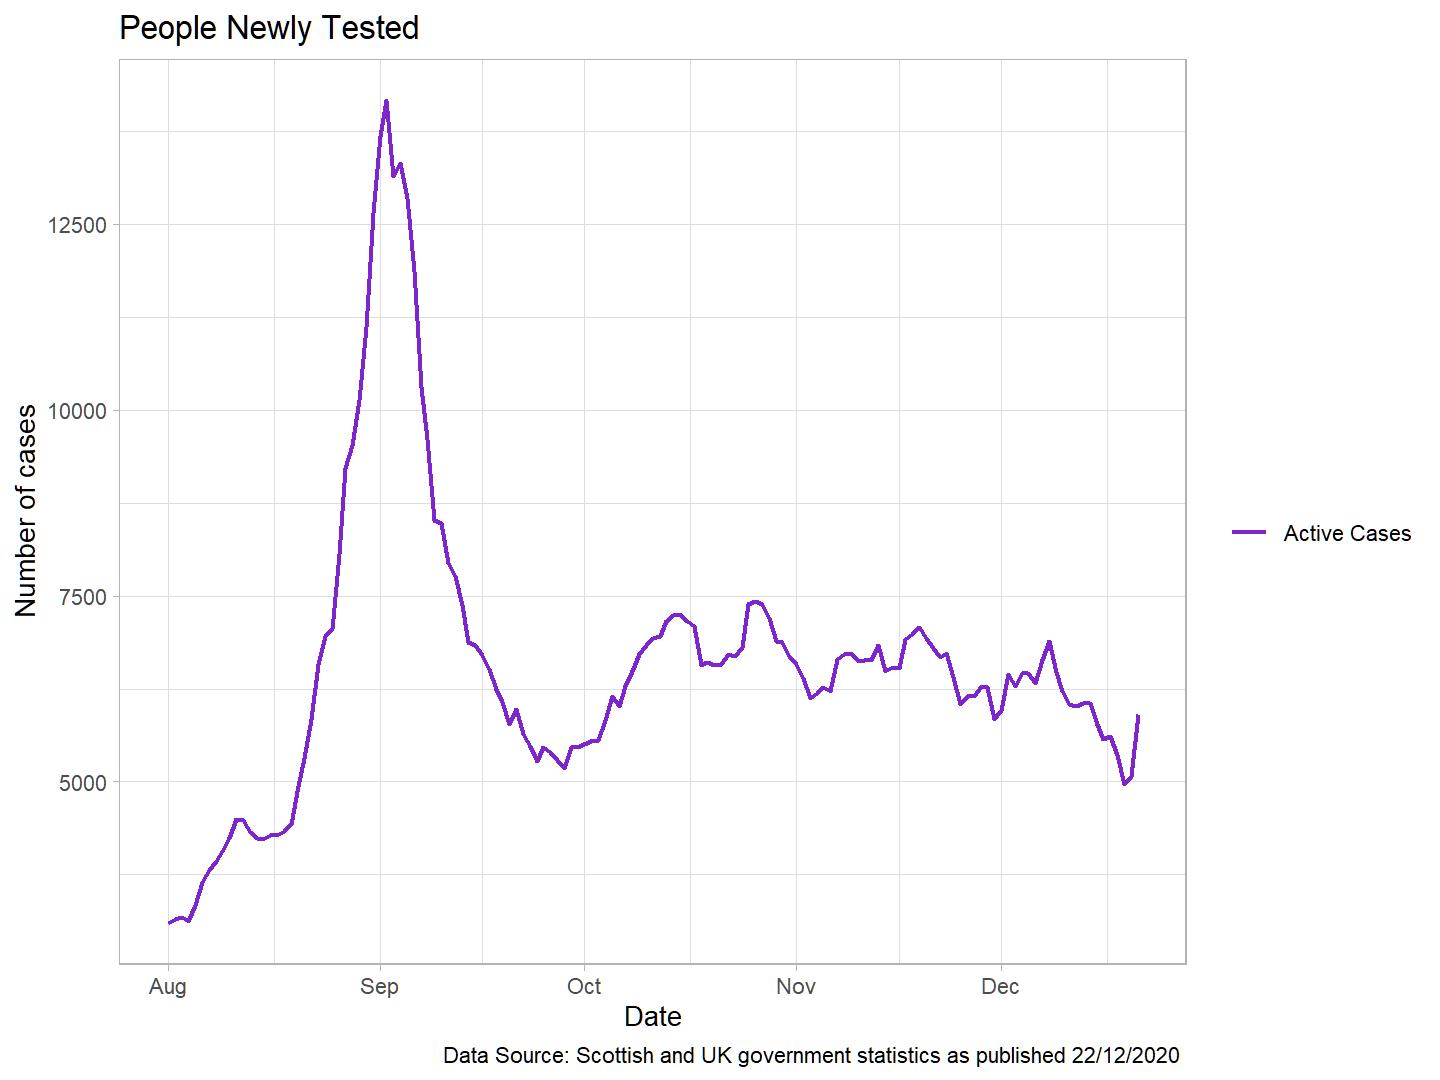 People Newly Tested
Number of cases
12500
10000
7500
5000
Active Cases
Aug Sep Oct Nov Dec
Date
Data Source: Scottish and UK government statistics as published 22/12/2020